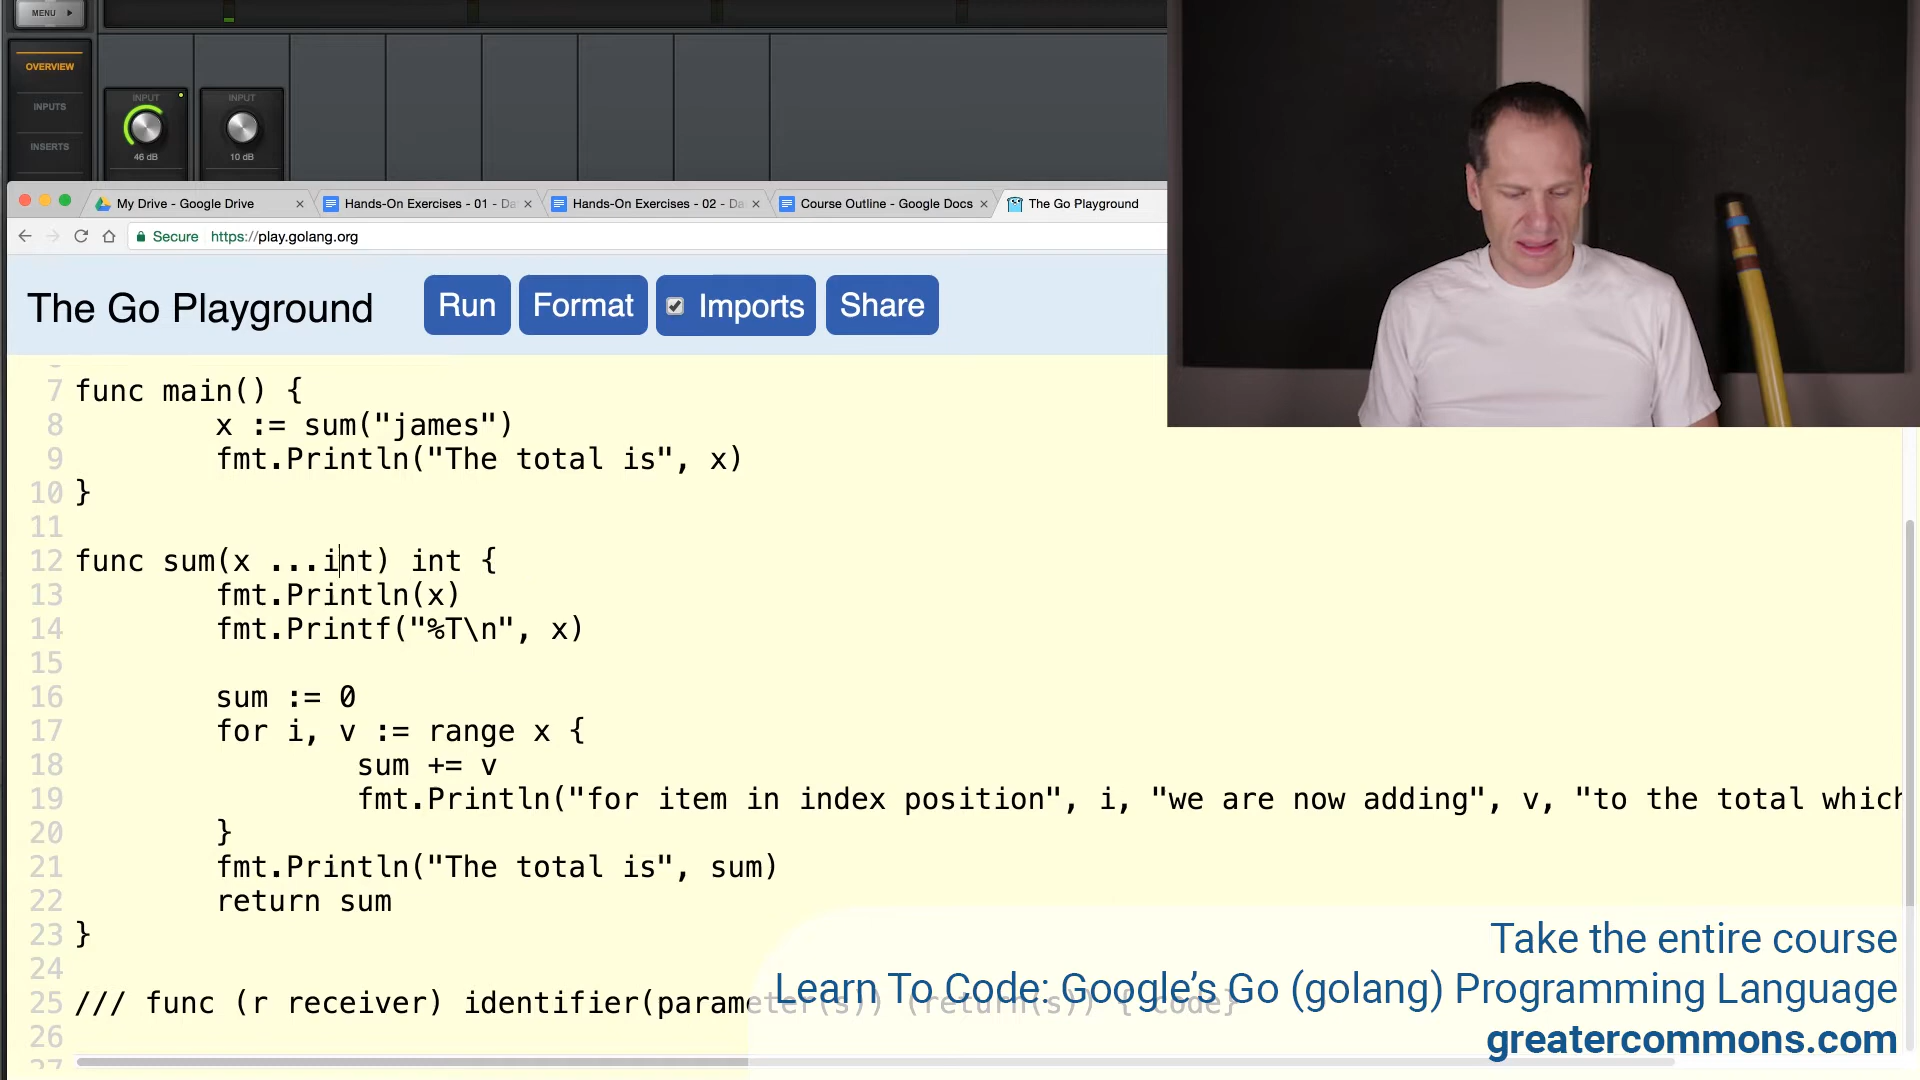 MENU
OVERVIEW
INPUTS
INSERTS
INPUT
46 dB
INPUT
10 dB
My Drive - Google Drive
Hands-On Exercises - 01 - Da
Hands-On Exercises - 02 - Da
Course Outline - Google Docs
The Go Playground
Secure https://play.golang.org
The Go Playground
Run
Format
Imports
Share
7 func main() {
8 x := sum("james")
9 fmt.Println("The total is", x)
10 }
11
12 func sum(x ...int) int {
13 fmt.Println(x)
14 fmt.Printf("%T\n", x)
15
16 sum := 0
17 for i, v := range x {
18 sum += v
19 fmt.Println("for item in index position", i, "we are now adding", v, "to the total which
20 }
21 fmt.Println("The total is", sum)
22 return sum
23 }
24
25 /// func (r receiver) identifier(parameter(s)) (return(s)) { code}
26
27
Take the entire course
Learn To Code: Google’s Go (golang) Programming Language
greatercommons.com